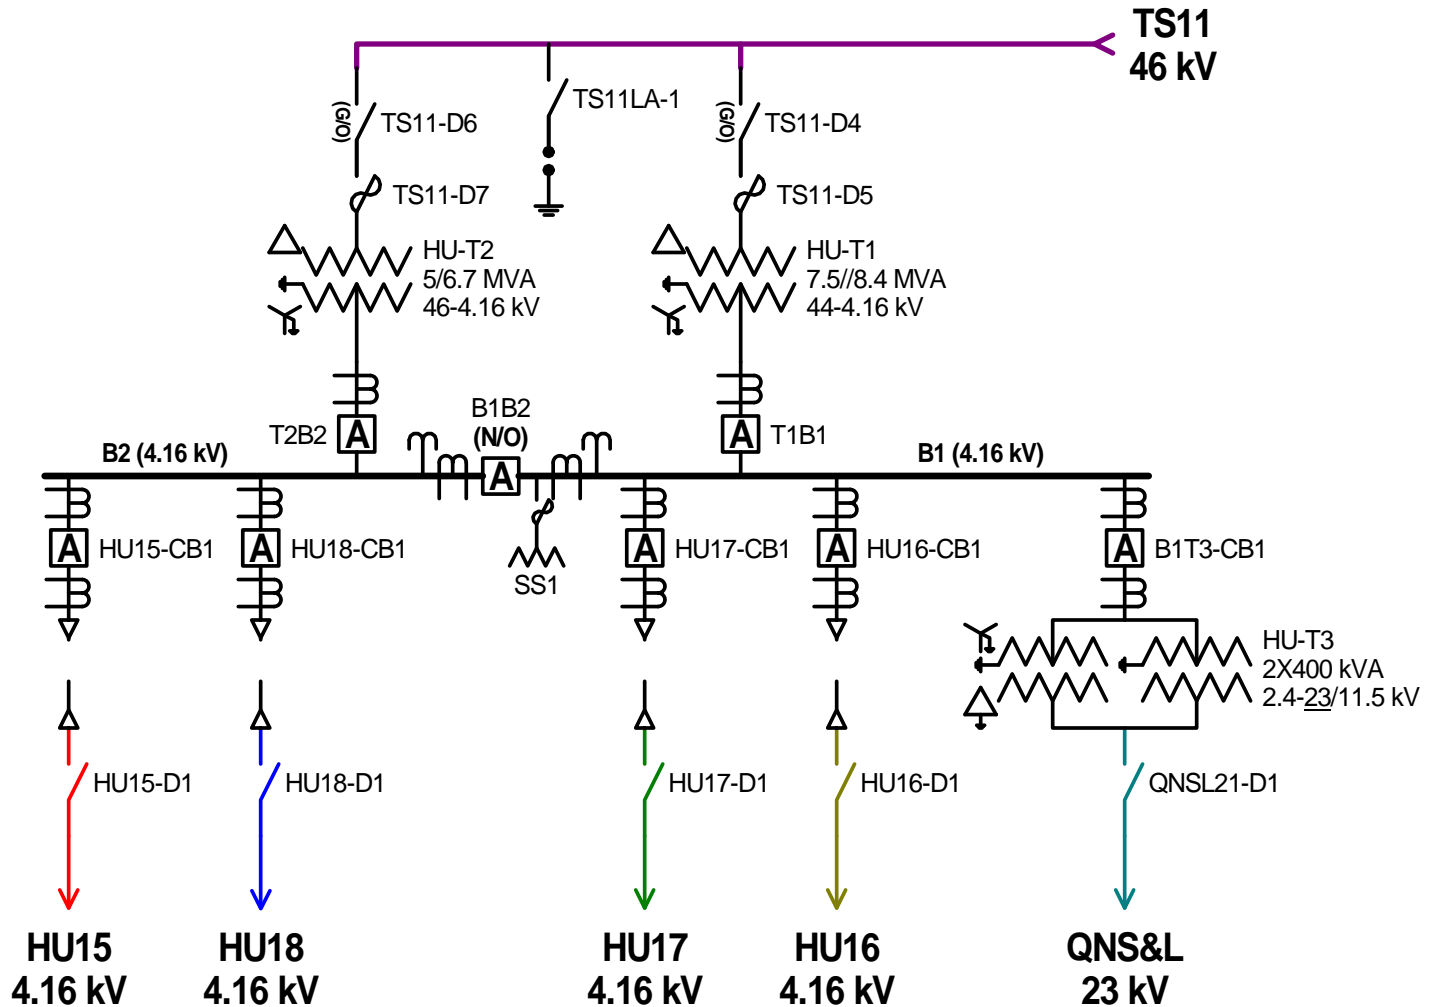 TS11
46 kV
(G/O)
TS11-D6
TS11LA-1
(G/O)
TS11-D4
TS11-D7
TS11-D5
HU-T2
5/6.7 MVA
46-4.16 kV
HU-T1
7.5//8.4 MVA
44-4.16 kV
T2B2
A
B1B2
(N/O)
A
T1B1
B2 (4.16 kV)
A
B1 (4.16 kV)
A
HU15-CB1
A
HU18-CB1
SS1
A
HU17-CB1
A
HU16-CB1
A
B1T3-CB1
HU-T3
2X400 kVA
2.4-23/11.5 kV
HU15-D1
HU18-D1
HU17-D1
HU16-D1
QNSL21-D1
HU15
4.16 kV
HU18
4.16 kV
HU17
4.16 kV
HU16
4.16 kV
QNS&L
23 kV